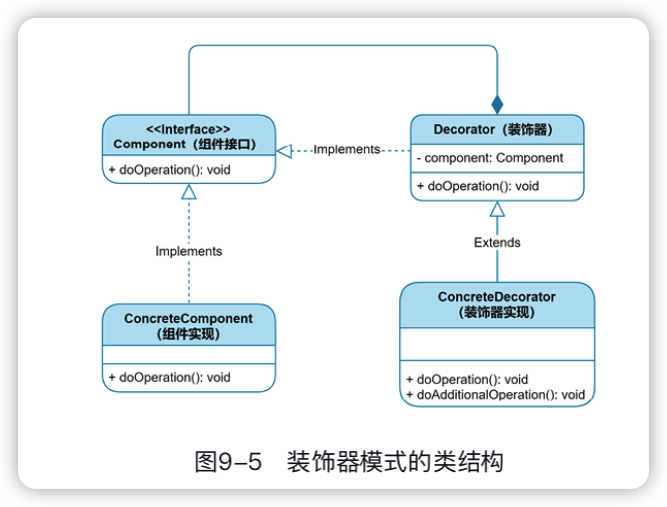 <<Interface>>
Component（组件接口）
+ doOperation(): void
Implements
Decorator（装饰器）
- component: Component
+ doOperation(): void
Implements
Extends
ConcreteComponent
（组件实现）
+ doOperation(): void
ConcreteDecorator
（装饰器实现）
+ doOperation(): void
+ doAdditionalOperation(): void
图9-5 装饰器模式的类结构